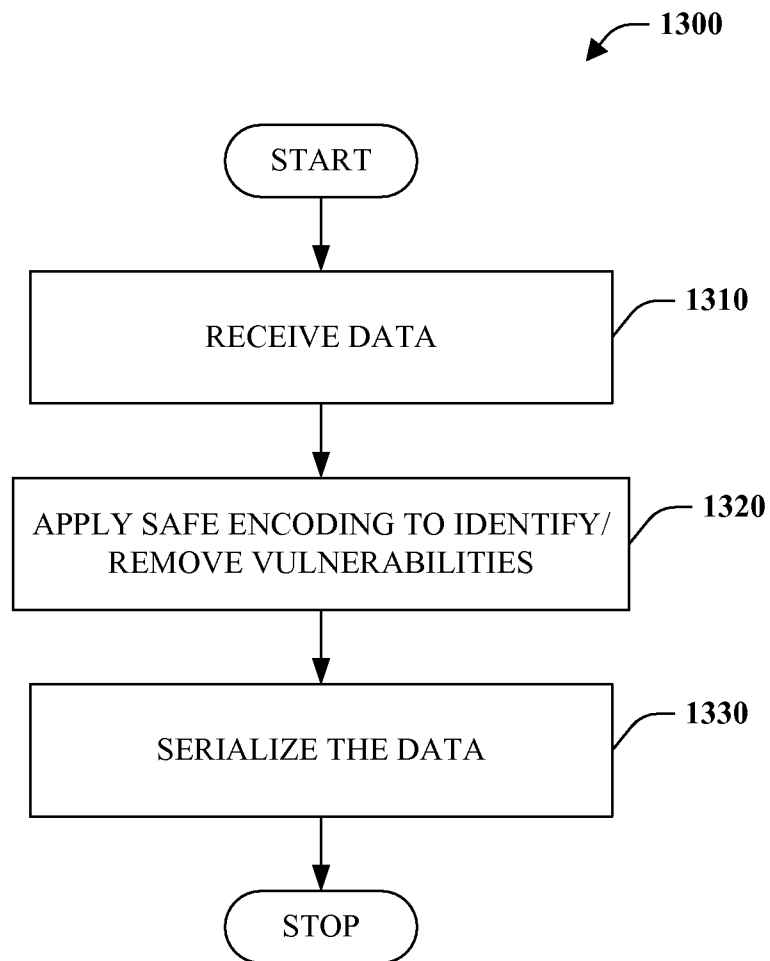 1300
START
1310
RECEIVE DATA
1320
APPLY SAFE ENCODING TO IDENTIFY/
REMOVE VULNERABILITIES
1330
SERIALIZE THE DATA
STOP